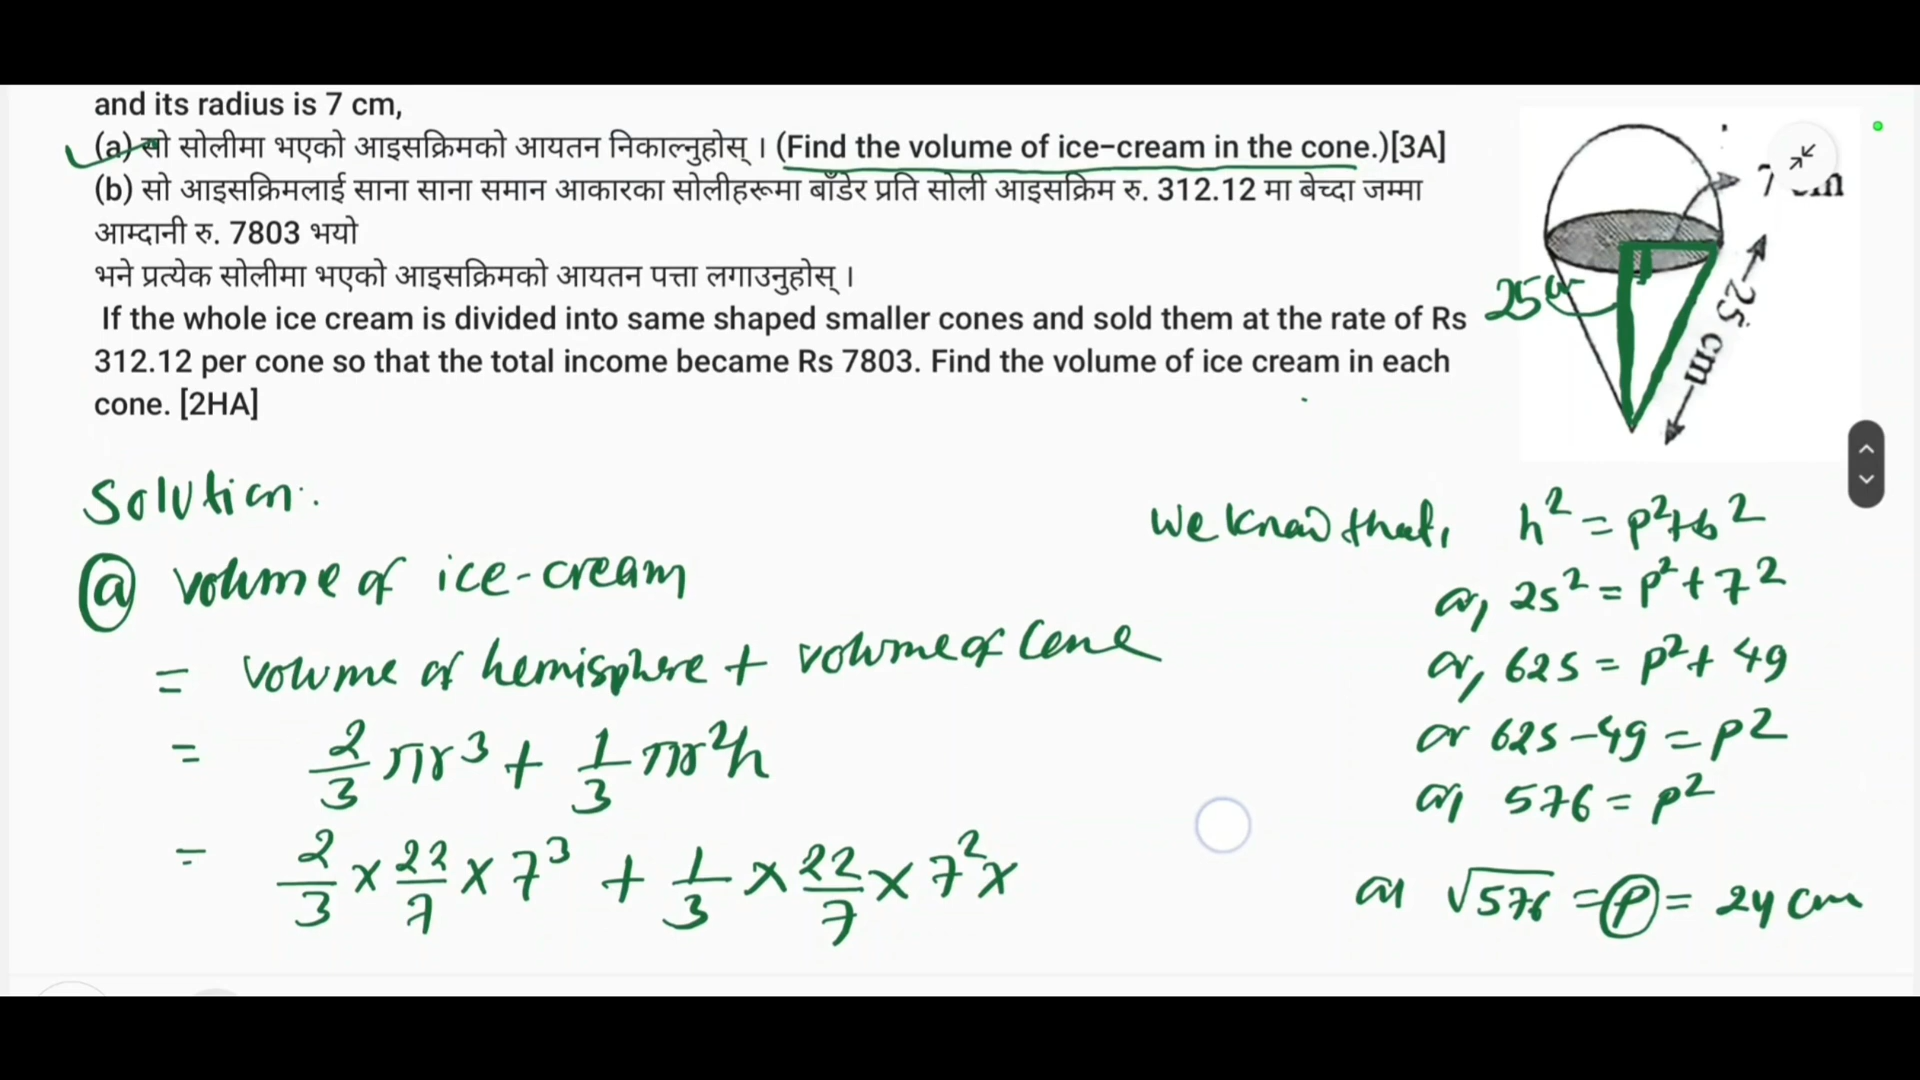 and its radius is 7 cm,
(a) सो सोलीमा भएको आइसक्रिमको आयतन निकाल्नुहोस् । (Find the volume of ice-cream in the cone.)[3A]
(b) सो आइसक्रिमलाई साना साना समान आकारका सोलीहरूमा बाँडेर प्रति सोली आइसक्रिम रु. 312.12 मा बेच्दा जम्मा
आम्दानी रु. 7803 भयो
भने प्रत्येक सोलीमा भएको आइसक्रिमको आयतन पत्ता लगाउनुहोस् ।
If the whole ice cream is divided into same shaped smaller cones and sold them at the rate of Rs
312.12 per cone so that the total income became Rs 7803. Find the volume of ice cream in each
cone. [2HA]
7 cm
25 cm
25 cm
Solution:
(a) volume of ice-cream
= volume of hemisphere + volume of Cone
= 2/3 πr³ + 1/3 πr²h
= 2/3 × 22/7 × 7³ + 1/3 × 22/7 × 7² ×
We know that, h² = p²+b²
or, 25² = p² + 7²
or, 625 = p² + 49
or 625 - 49 = p²
or, 576 = p²
or √576 = p = 24 cm